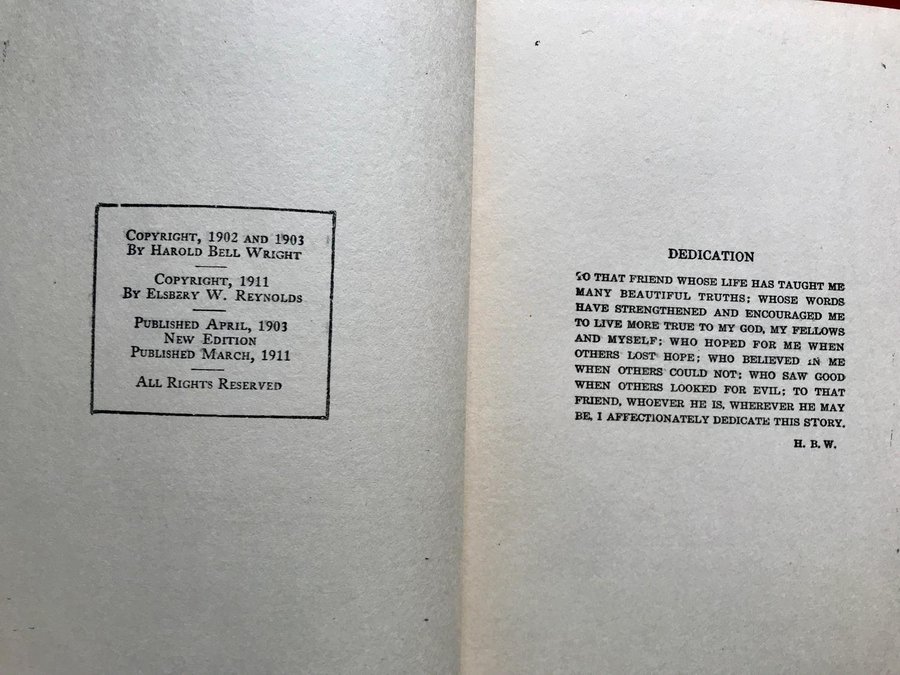 COPYRIGHT, 1902 AND 1903
BY HAROLD BELL WRIGHT
COPYRIGHT, 1911
BY ELSBERY W. REYNOLDS
PUBLISHED APRIL, 1903
NEW EDITION
PUBLISHED MARCH, 1911
ALL RIGHTS RESERVED
DEDICATION
TO THAT FRIEND WHOSE LIFE HAS TAUGHT ME
MANY BEAUTIFUL TRUTHS; WHOSE WORDS
HAVE STRENGTHENED AND ENCOURAGED ME
TO LIVE MORE TRUE TO MY GOD, MY FELLOWS
AND MYSELF; WHO HOPED FOR ME WHEN
OTHERS LOST HOPE; WHO BELIEVED IN ME
WHEN OTHERS COULD NOT; WHO SAW GOOD
WHEN OTHERS LOOKED FOR EVIL; TO THAT
FRIEND, WHOEVER HE IS, WHEREVER HE MAY
BE, I AFFECTIONATELY DEDICATE THIS STORY.
H. B. W.